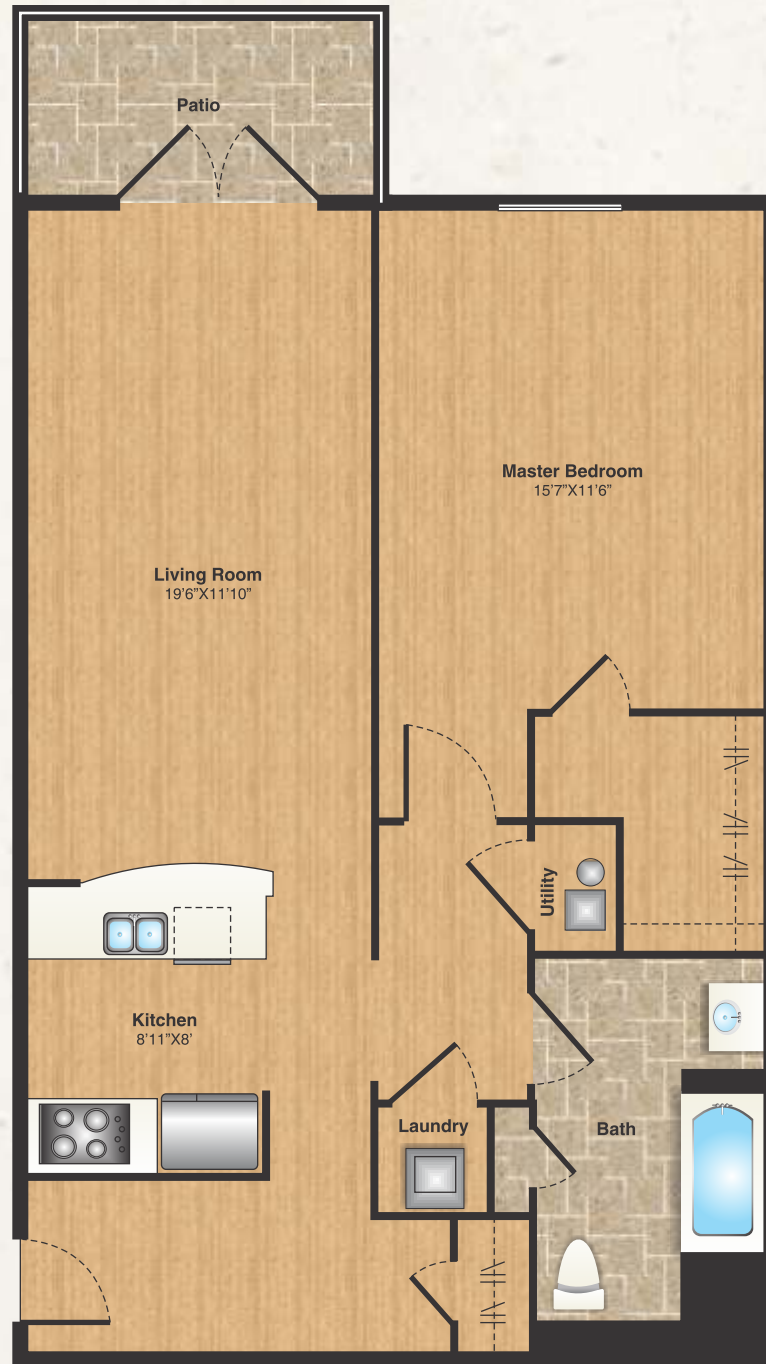 Patio
Master Bedroom
15’7”X11’6”
Living Room
19’6”X11’10”
Utility
Kitchen
8’11”X8’
Laundry
Bath